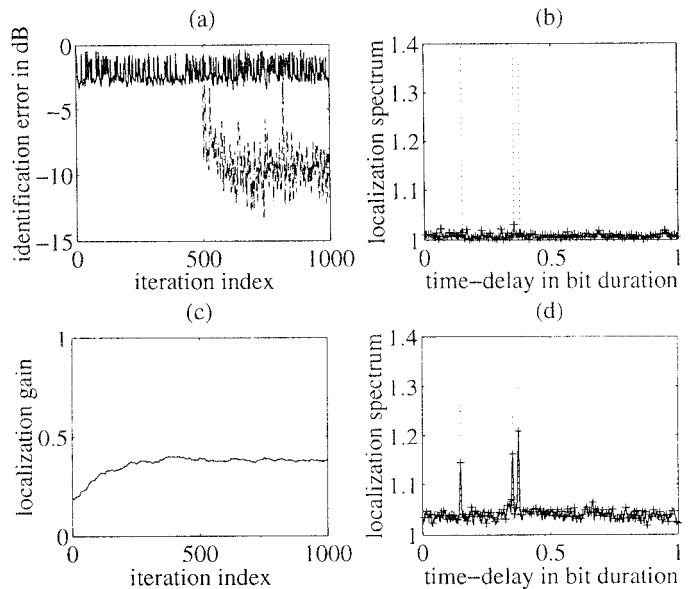 (a)
identification error in dB
0
−5
−10
−15
0
500
1000
iteration index
(b)
localization spectrum
1.4
1.3
1.2
1.1
1
0
0.5
1
time−delay in bit duration
(c)
localization gain
1
0.5
0
0
500
1000
iteration index
(d)
localization spectrum
1.4
1.3
1.2
1.1
1
0
0.5
1
time−delay in bit duration